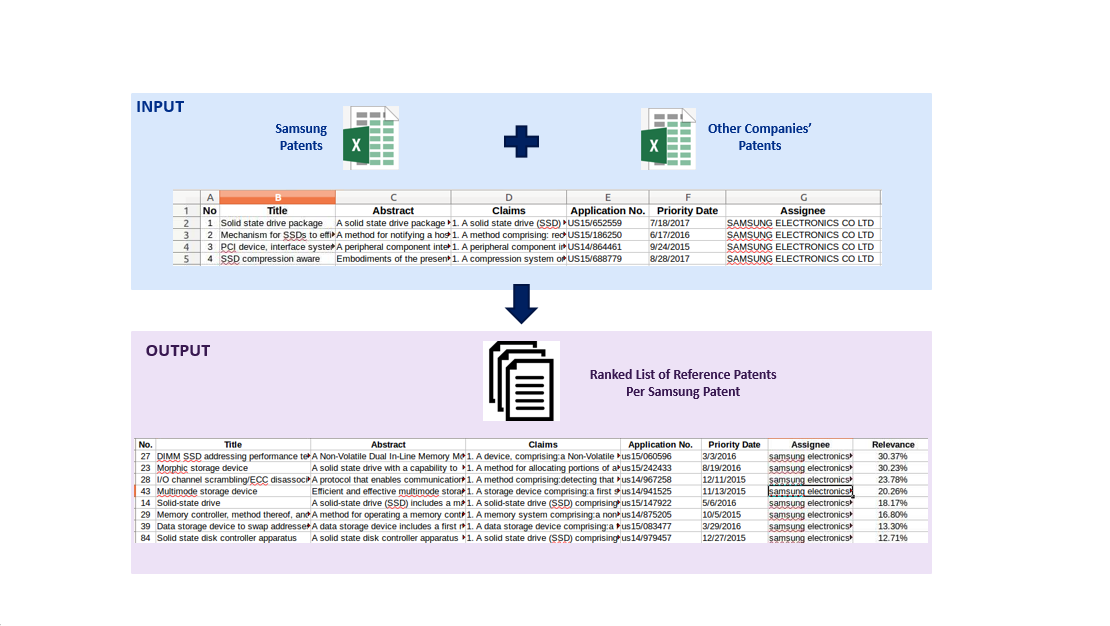 INPUT
Samsung
Patents
Other Companies’
Patents
A B C D E F G
1 No Title Abstract Claims Application No. Priority Date Assignee
2 1 Solid state drive package A solid state drive package 1. A solid state drive (SSD) US15/652559 7/18/2017 SAMSUNG ELECTRONICS CO LTD
3 2 Mechanism for SSDs to effi A method for notifying a hos 1. A method comprising: rec US15/186250 6/17/2016 SAMSUNG ELECTRONICS CO LTD
4 3 PCI device, interface system A peripheral component inte 1. A peripheral component in US14/864461 9/24/2015 SAMSUNG ELECTRONICS CO LTD
5 4 SSD compression aware Embodiments of the presen 1. A compression system o US15/688779 8/28/2017 SAMSUNG ELECTRONICS CO LTD
OUTPUT
Ranked List of Reference Patents
Per Samsung Patent
No. Title Abstract Claims Application No. Priority Date Assignee Relevance
27 DIMM SSD addressing performance te A Non-Volatile Dual In-Line Memory Mo 1. A device, comprising:a Non-Volatile us15/060596 3/3/2016 samsung electronics 30.37%
23 Morphic storage device A solid state drive with a capability to 1. A method for allocating portions of a us15/242433 8/19/2016 samsung electronics 30.23%
28 I/O channel scrambling/ECC disassoci A protocol that enables communication 1. A method comprising:detecting that us14/967258 12/11/2015 samsung electronics 23.78%
43 Multimode storage device Efficient and effective multimode stora 1. A storage device comprising:a first s us14/941525 11/13/2015 samsung electronics 20.26%
14 Solid-state drive A solid-state drive (SSD) includes a m 1. A solid-state drive (SSD) comprising us15/147922 5/6/2016 samsung electronics 18.17%
29 Memory controller, method thereof, an A method for operating a memory cont 1. A memory system comprising:a non us14/875205 10/5/2015 samsung electronics 16.80%
39 Data storage device to swap addresse A data storage device includes a first m 1. A data storage device comprising:a us15/083477 3/29/2016 samsung electronics 13.30%
84 Solid state disk controller apparatus A solid state disk controller apparatus 1. A solid state drive (SSD) comprising us14/979457 12/27/2015 samsung electronics 12.71%